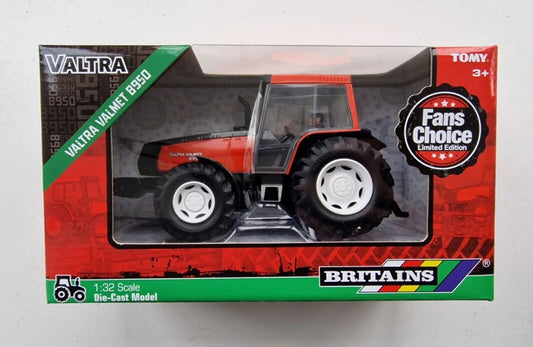 VALTRA
VALTRA VALMET 8950
8950
TOMY
3+
Fans
Choice
Limited Edition
VALTRA VALMET
1:32 Scale
Die-Cast Model
BRITAINS®